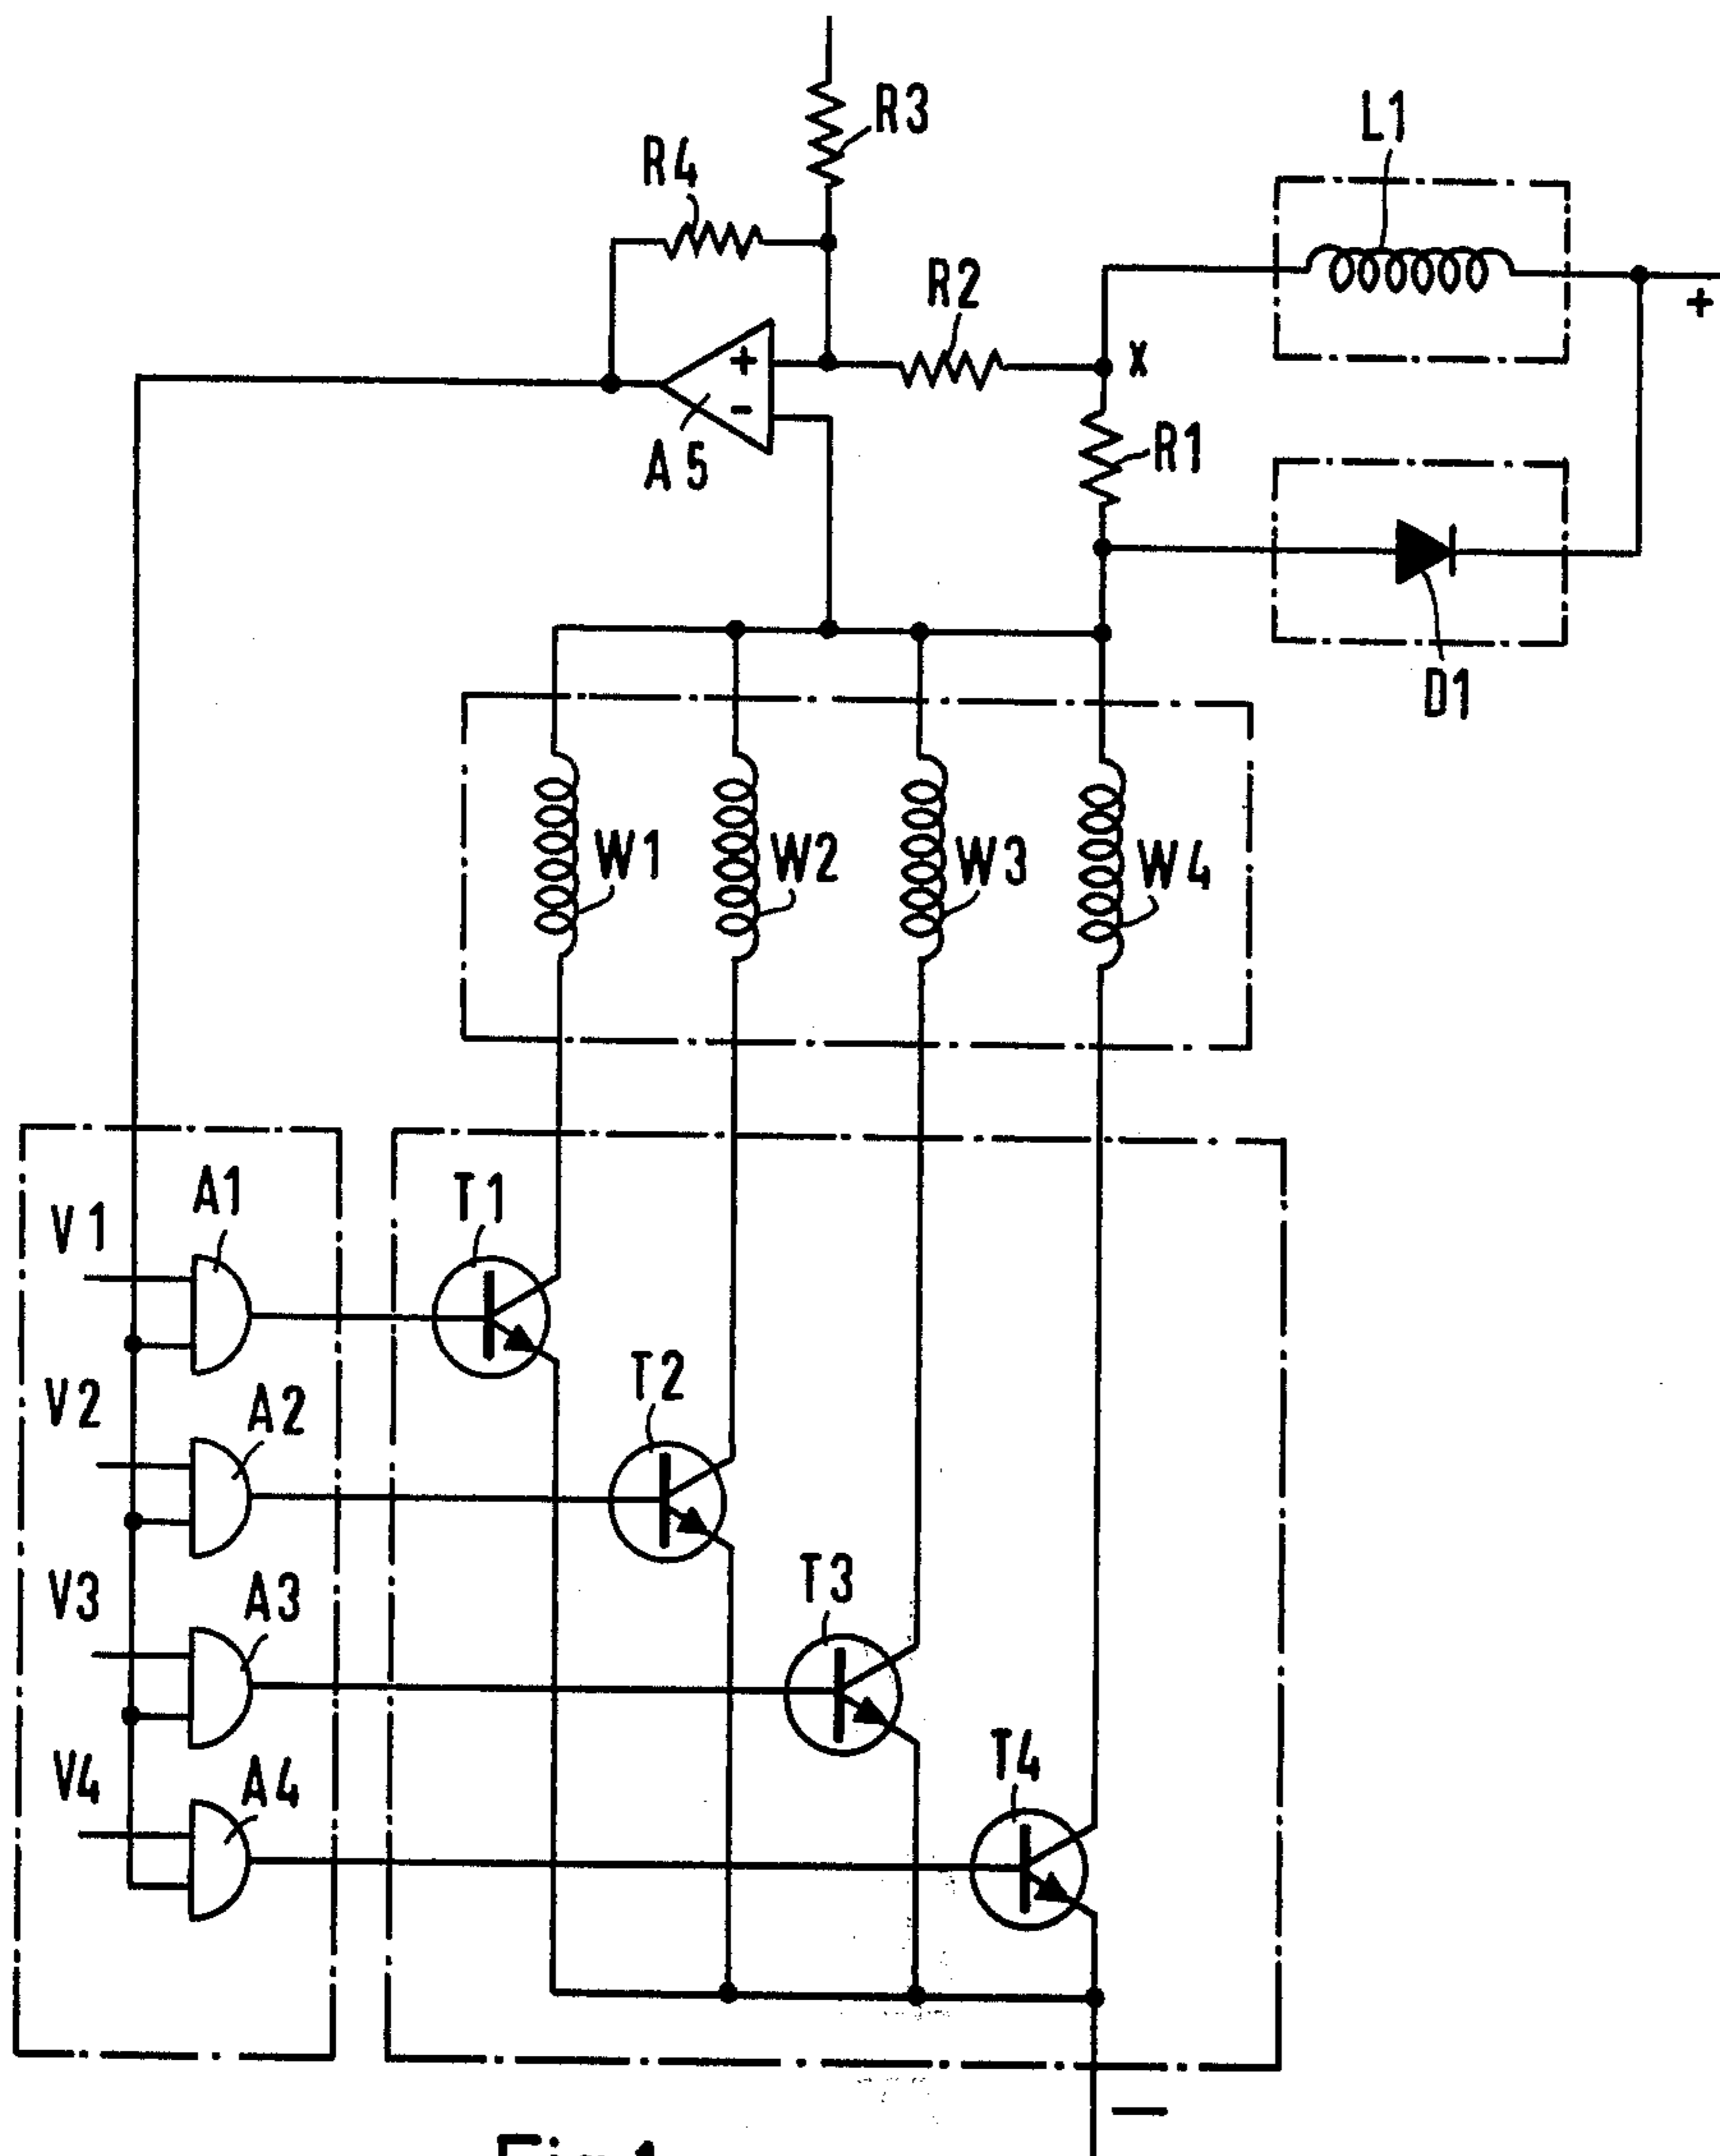 R3
L1
R4
R2
+
X
+
-
R1
A5
D1
W1 W2 W3 W4
A1
T1
V1
T2
V2
A2
T3
V3
A3
T4
V4
A4
—